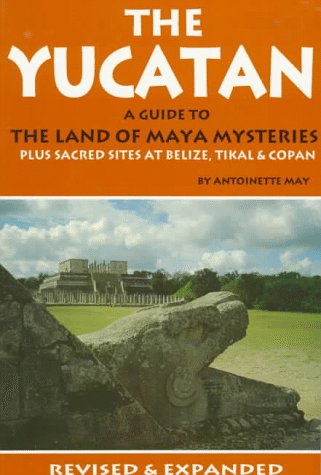 THE
YUCATAN
A GUIDE TO
THE LAND OF MAYA MYSTERIES
PLUS SACRED SITES AT BELIZE, TIKAL & COPAN
BY ANTOINETTE MAY
REVISED & EXPANDED